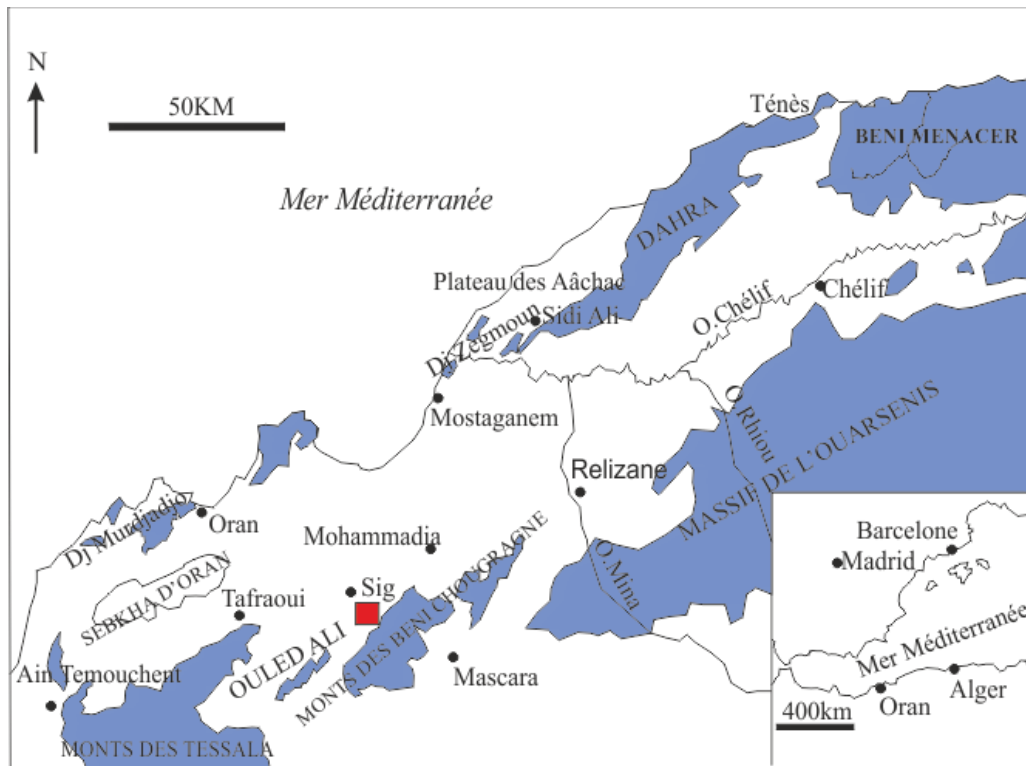 N
50KM
Ténès
BENI MENACER
Mer Méditerranée
DAHRA
Plateau des Aâchac
Chélif
O.Chélif
Sidi Ali
Dj Zegmoun
Mostaganem
O. Rhiou
MASSIF DE L'OUARSENIS
Relizane
Dj Murdjadjo
Oran
Mohammadia
O.Mina
SEBKHA D'ORAN
Sig
Tafraoui
MONTS DES BENI CHOUGRAGNE
OULED ALI
Mascara
Ain Temouchent
MONTS DES TESSALA
Barcelone
Madrid
Mer Méditerranée
Alger
Oran
400km